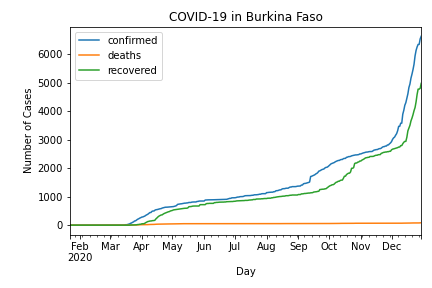 COVID-19 in Burkina Faso
confirmed
deaths
recovered
Number of Cases
6000
5000
4000
3000
2000
1000
0
Feb Mar Apr May Jun Jul Aug Sep Oct Nov Dec
2020
Day